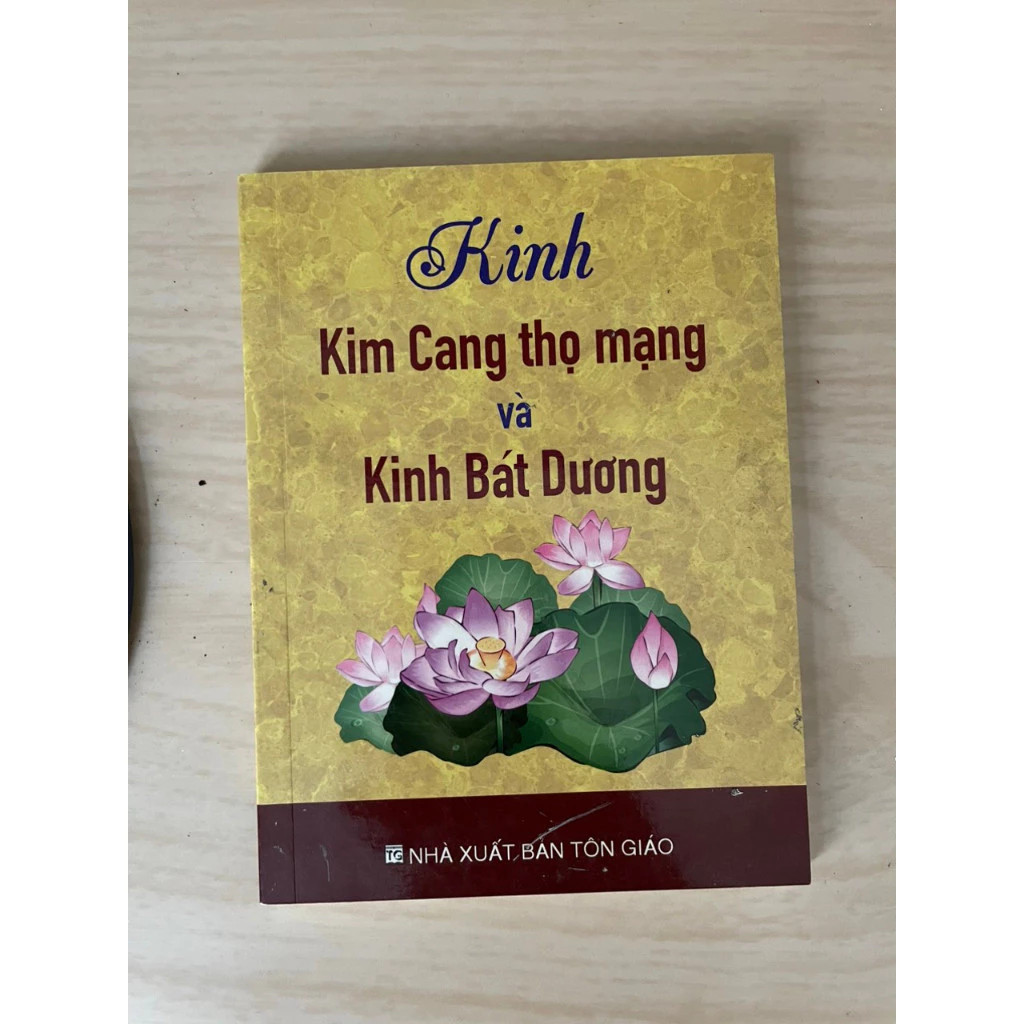 Kinh
Kim Cang thọ mạng
và
Kinh Bát Dương
TG NHÀ XUẤT BẢN TÔN GIÁO